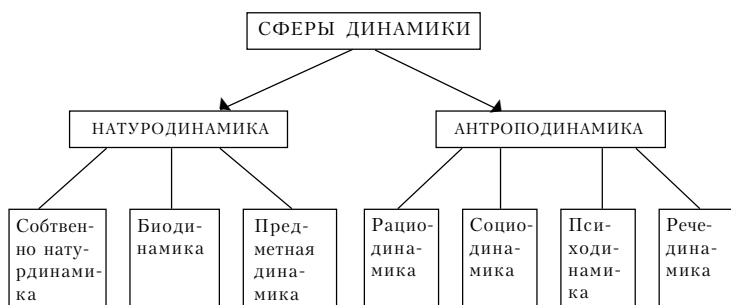 СФЕРЫ ДИНАМИКИ
НАТУРОДИНАМИКА
АНТРОПОДИНАМИКА
Собтвен-
но нату-
рдинами-
ка
Биоди-
намика
Пред-
метная
дина-
мика
Рацио-
дина-
мика
Социо-
дина-
мика
Пси-
ходи-
нами-
ка
Рече-
дина-
мика